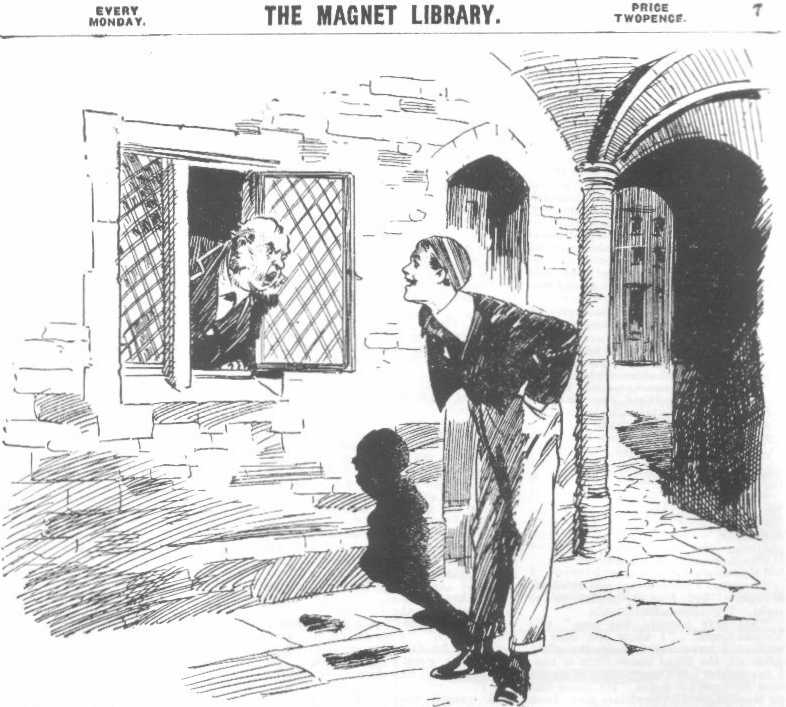 EVERY
MONDAY.
THE MAGNET LIBRARY.
PRICE
TWOPENCE.
7